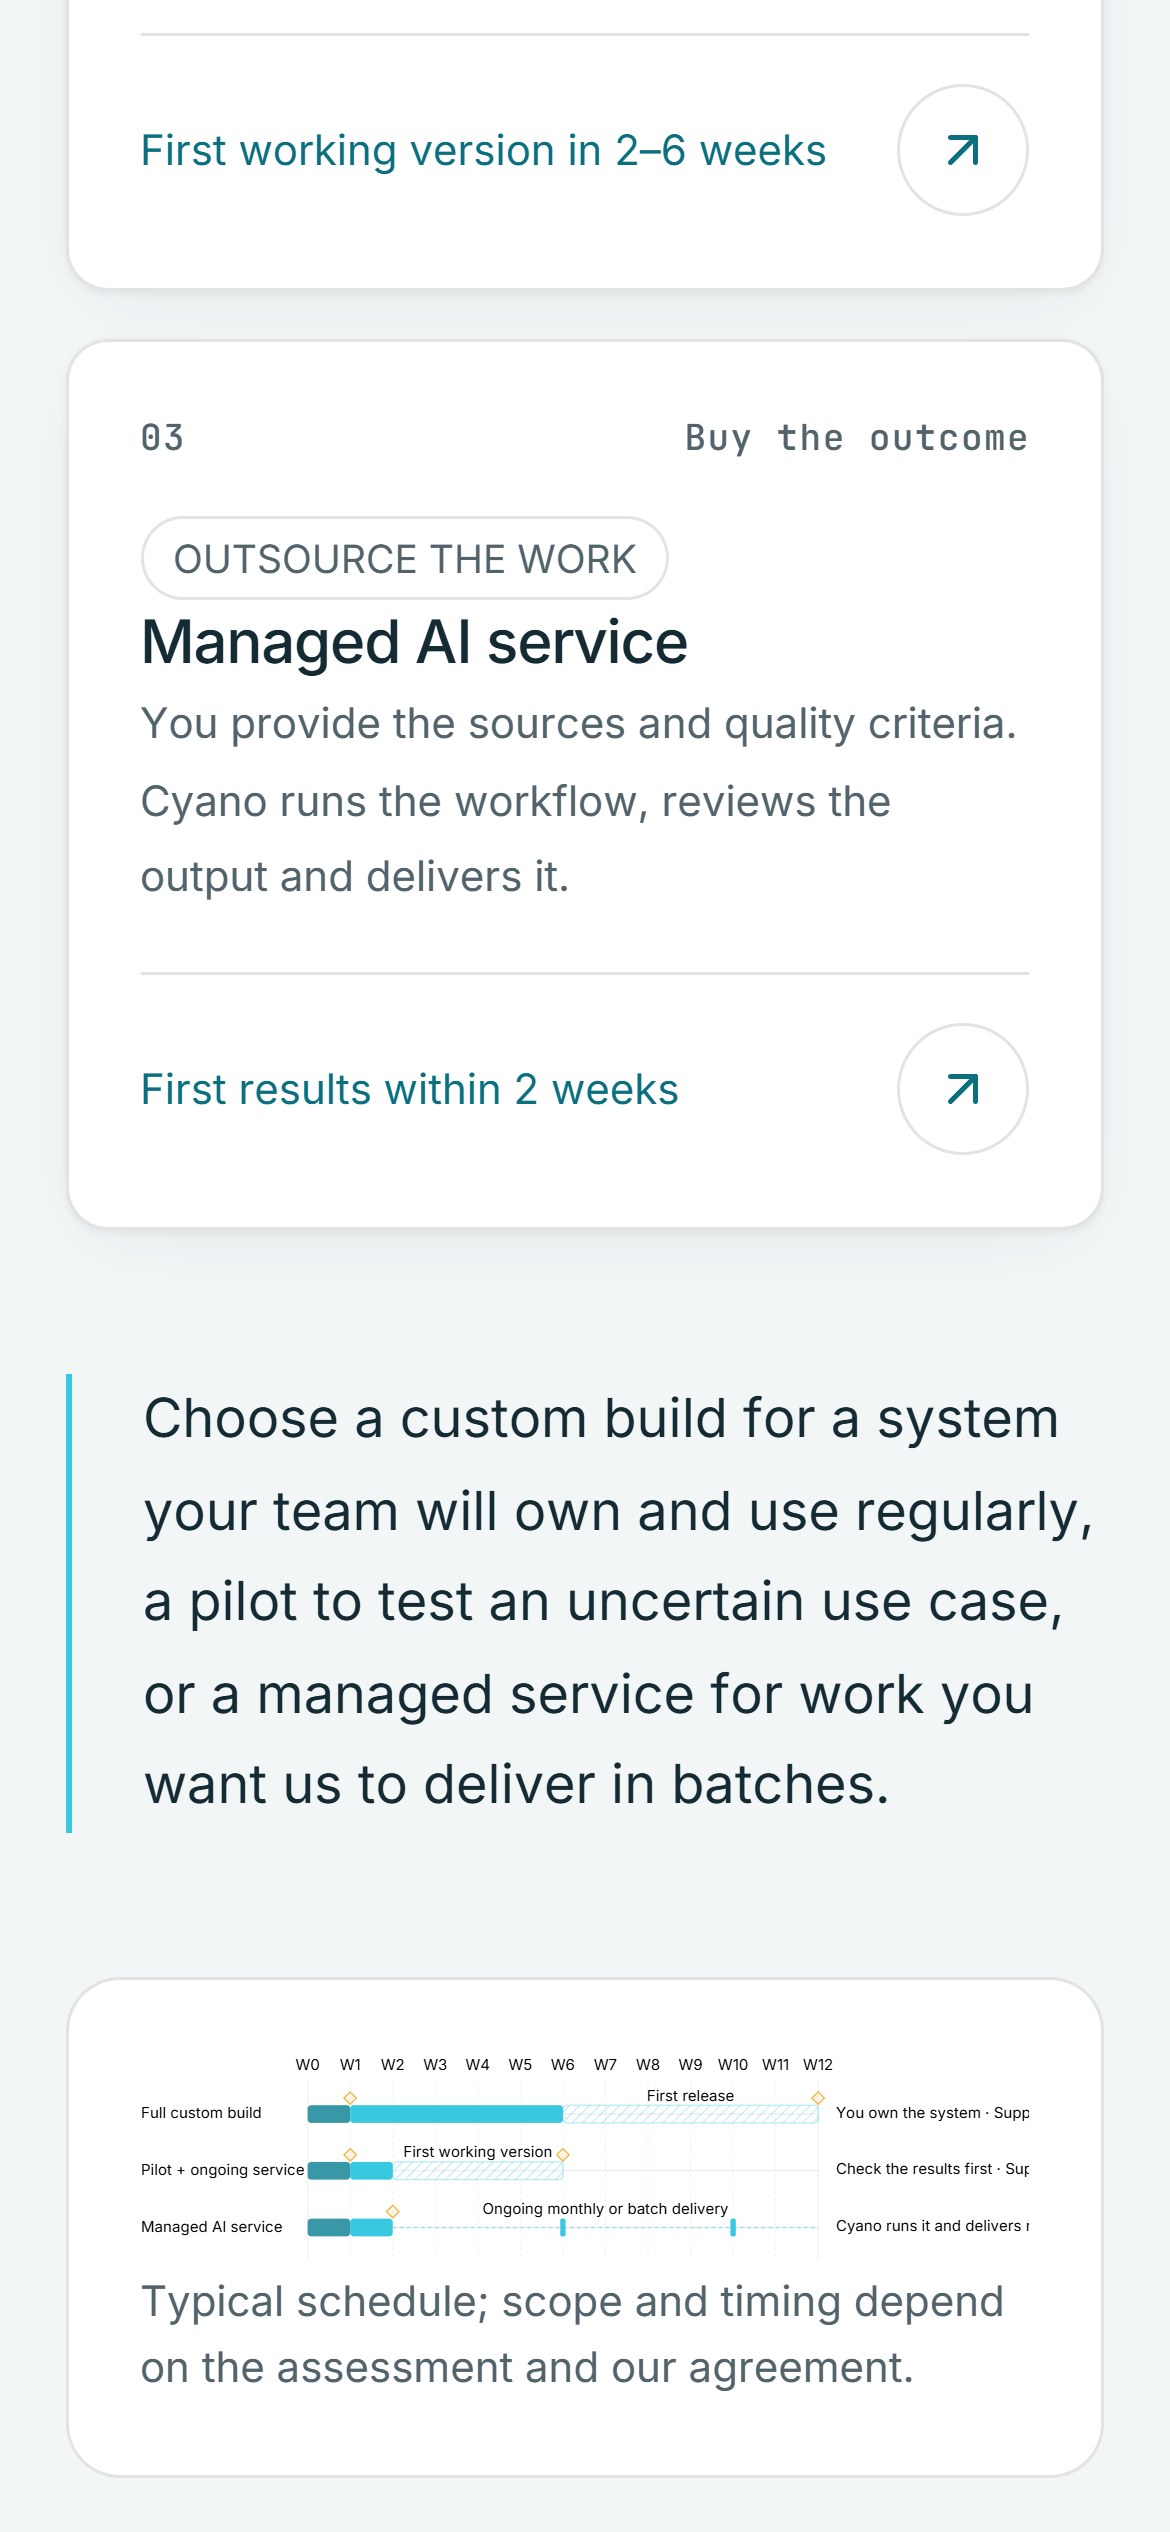 First working version in 2–6 weeks
03
Buy the outcome
OUTSOURCE THE WORK
Managed AI service
You provide the sources and quality criteria.
Cyano runs the workflow, reviews the
output and delivers it.
First results within 2 weeks
Choose a custom build for a system
your team will own and use regularly,
a pilot to test an uncertain use case,
or a managed service for work you
want us to deliver in batches.
W0 W1 W2 W3 W4 W5 W6 W7 W8 W9 W10 W11 W12
First release
Full custom build
You own the system ·
First working version
Pilot + ongoing service
Check the results first ·
Ongoing monthly or batch delivery
Managed AI service
Cyano runs it and delivers
Typical schedule; scope and timing depend
on the assessment and our agreement.